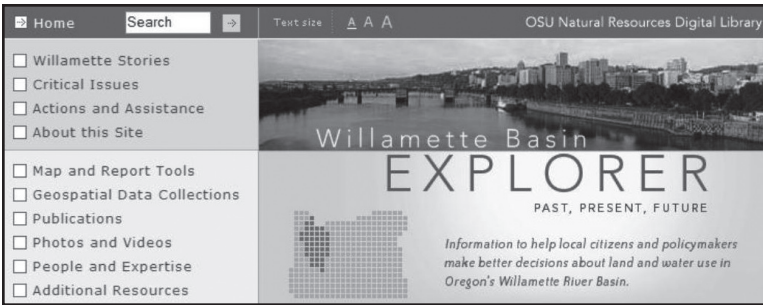 Home Search Text size A A A OSU Natural Resources Digital Library
Willamette Stories
Critical Issues
Actions and Assistance
About this Site
Map and Report Tools
Geospatial Data Collections
Publications
Photos and Videos
People and Expertise
Additional Resources
Willamette Basin
EXPLORER
PAST, PRESENT, FUTURE
Information to help local citizens and policymakers
make better decisions about land and water use in
Oregon's Willamette River Basin.